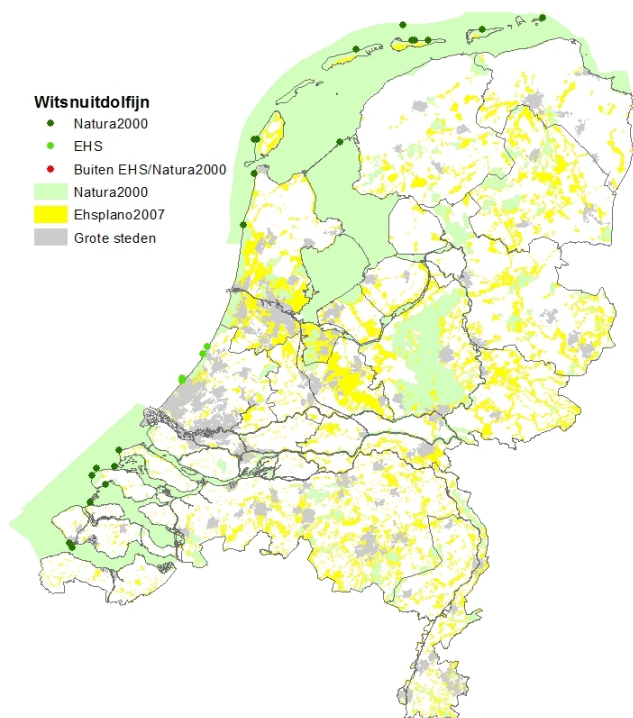 Witsnuitdolfijn
Natura2000
EHS
Buiten EHS/Natura2000
Natura2000
Ehsplano2007
Grote steden